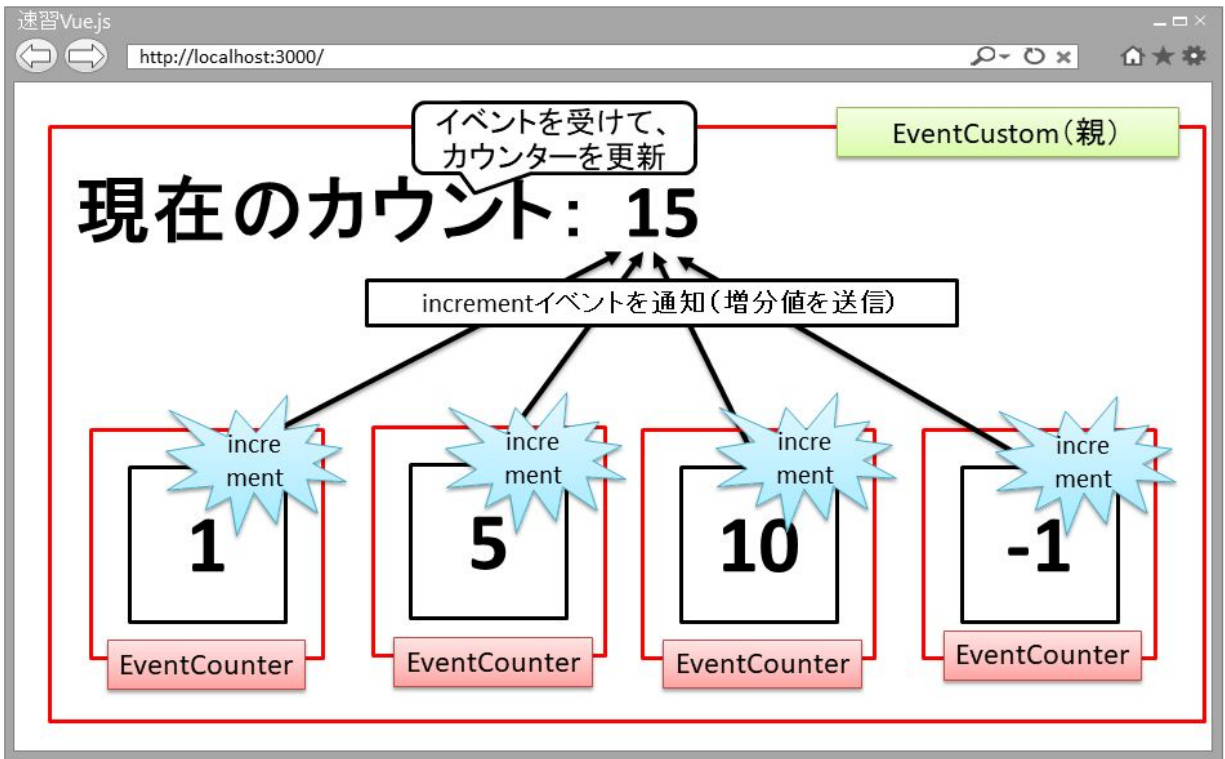 速習Vue.js
http://localhost:3000/
イベントを受けて、
カウンターを更新
EventCustom（親）
現在のカウント： 15
incrementイベントを通知（増分値を送信）
incre
ment
1
EventCounter
incre
ment
5
EventCounter
incre
ment
10
EventCounter
incre
ment
-1
EventCounter